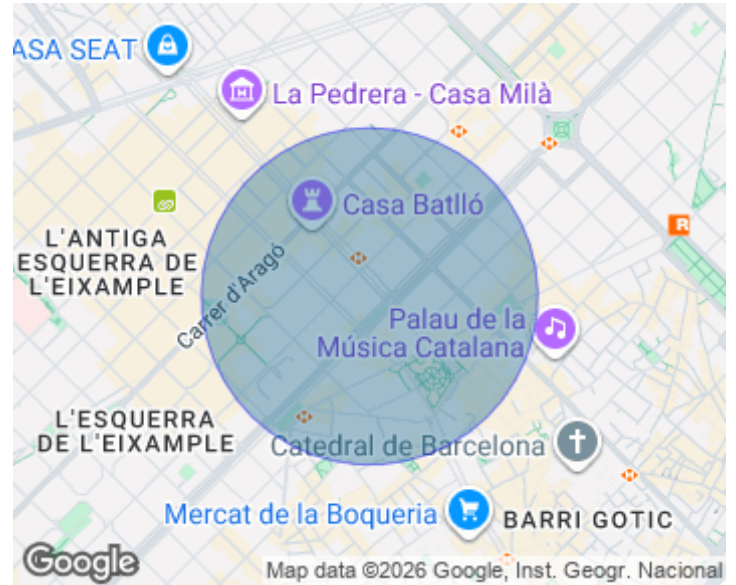 ASA SEAT
La Pedrera - Casa Milà
Casa Batlló
L'ANTIGA
ESQUERRA DE
L'EIXAMPLE
Carrer d'Aragó
Palau de la
Música Catalana
L'ESQUERRA
DE L'EIXAMPLE
Catedral de Barcelona
Mercat de la Boqueria
BARRI GOTIC
R
Google
Map data ©2026 Google, Inst. Geogr. Nacional